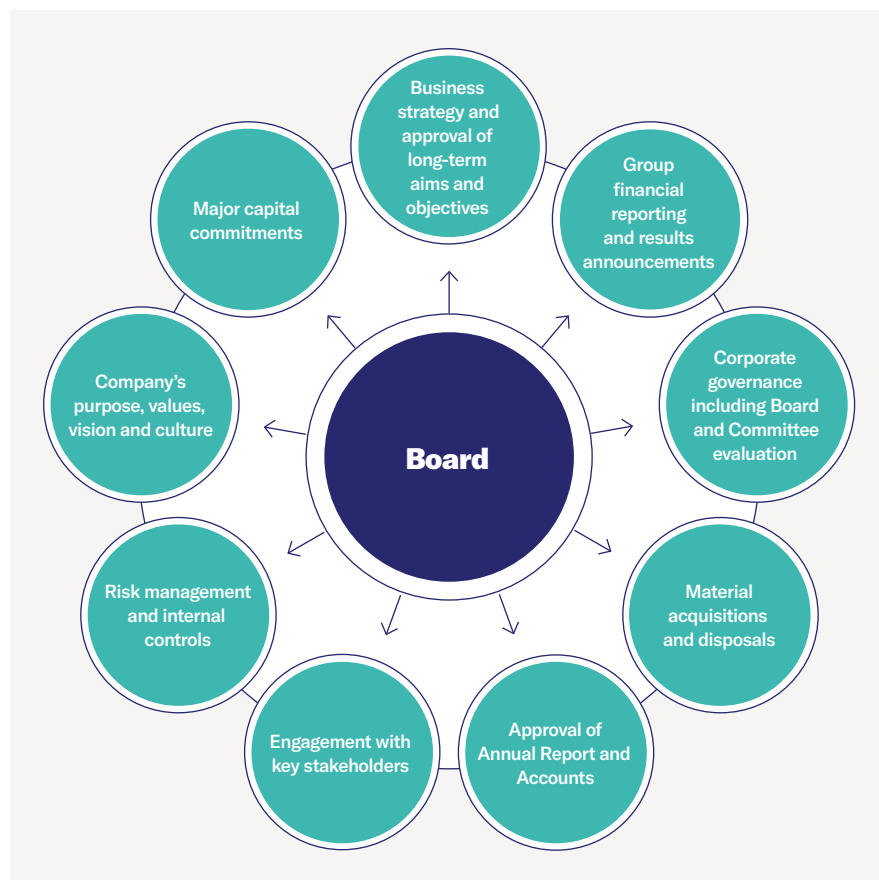 Business
strategy and
approval of
long-term
aims and
objectives
Group
financial
reporting
and results
announcements
Corporate
governance
including Board
and Committee
evaluation
Material
acquisitions
and disposals
Approval of
Annual Report and
Accounts
Engagement with
key stakeholders
Risk management
and internal
controls
Company’s
purpose, values,
vision and culture
Major capital
commitments
Board